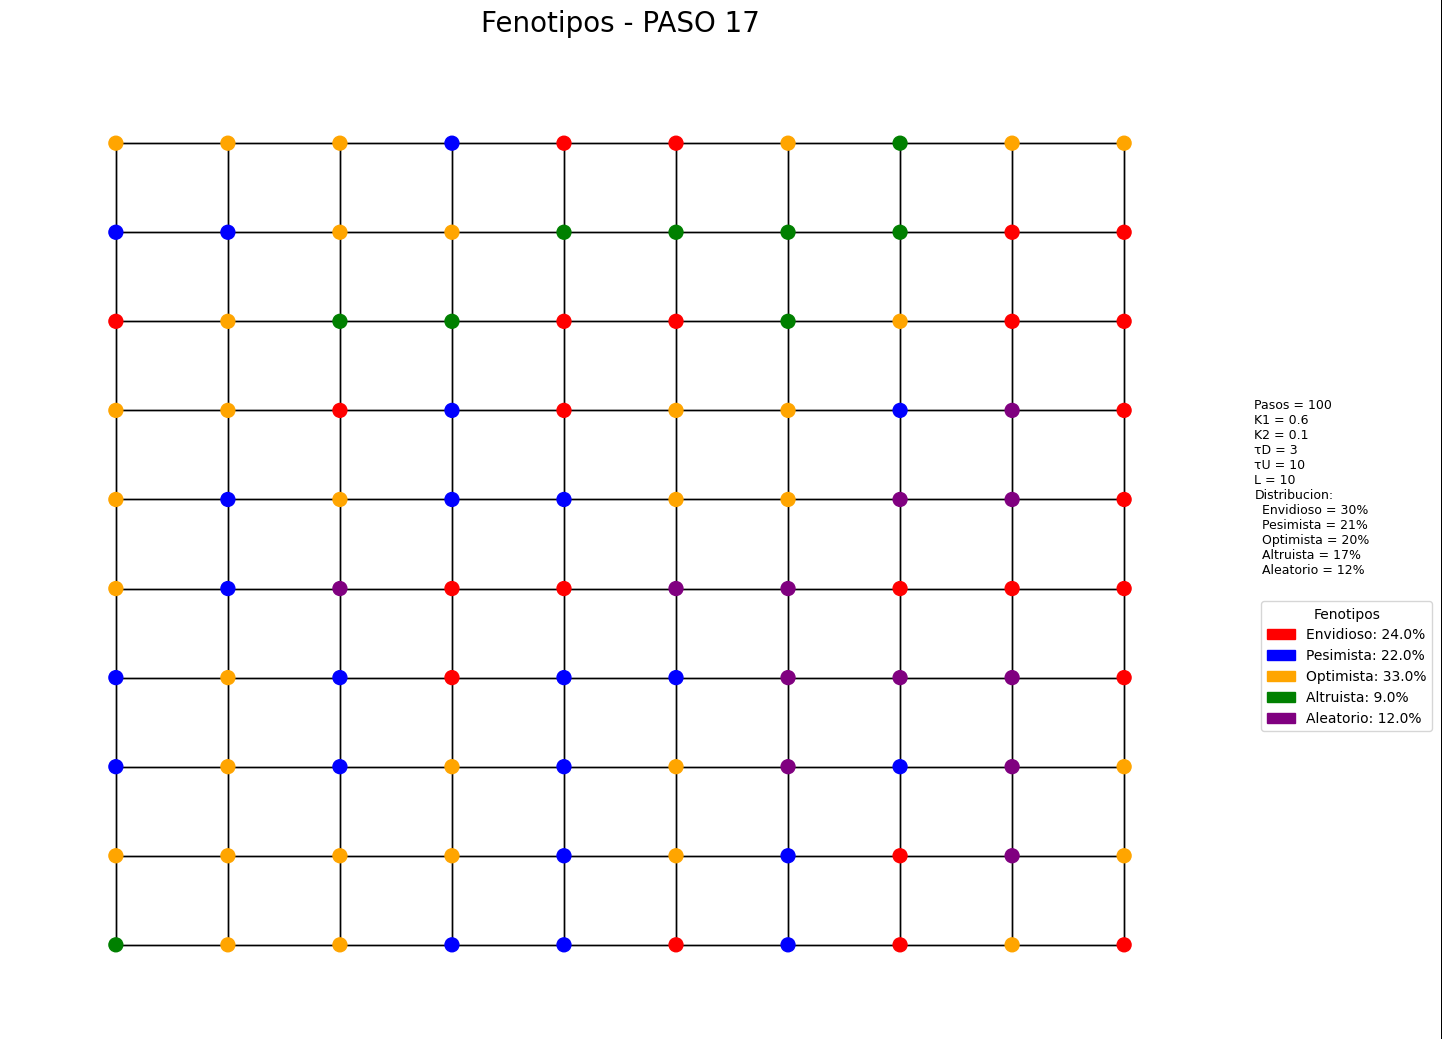 Fenotipos - PASO 17
Pasos = 100
K1 = 0.6
K2 = 0.1
τD = 3
τU = 10
L = 10
Distribucion:
Envidioso = 30%
Pesimista = 21%
Optimista = 20%
Altruista = 17%
Aleatorio = 12%
Fenotipos
Envidioso: 24.0%
Pesimista: 22.0%
Optimista: 33.0%
Altruista: 9.0%
Aleatorio: 12.0%